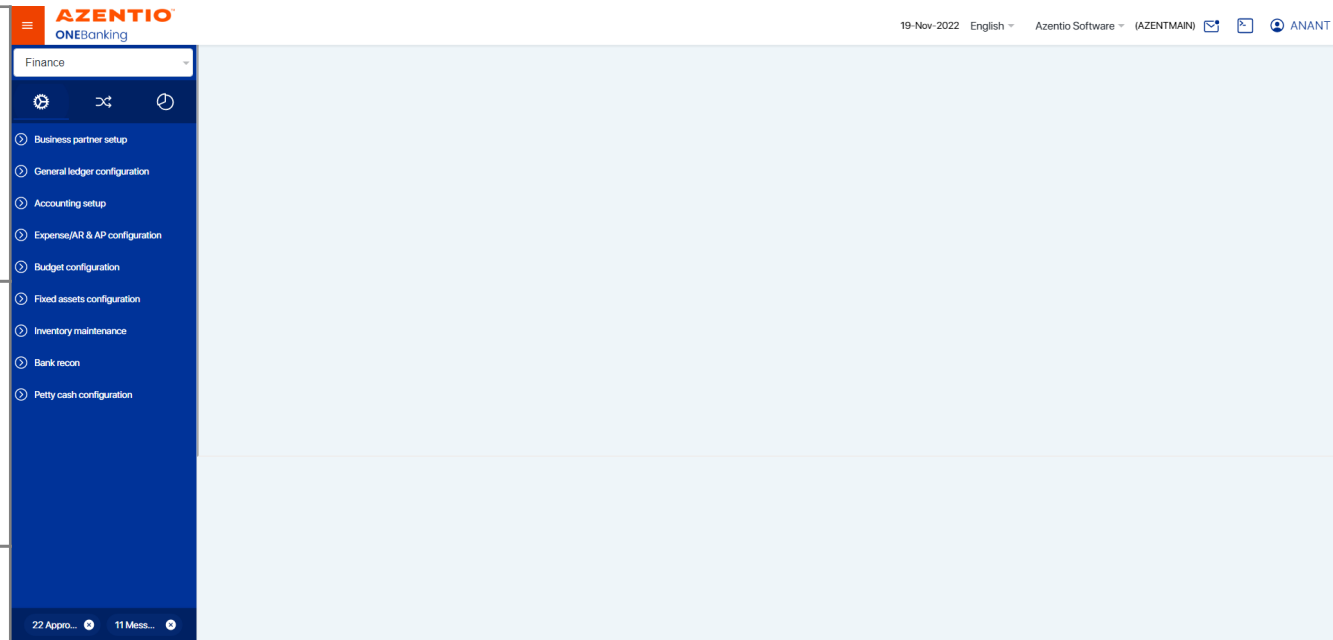 AZENTIO™
ONEBanking
19-Nov-2022 English Azentio Software (AZENTMAIN) ANANT
Finance
Business partner setup
General ledger configuration
Accounting setup
Expense/AR & AP configuration
Budget configuration
Fixed assets configuration
Inventory maintenance
Bank recon
Petty cash configuration
22 Appro... 11 Mess...